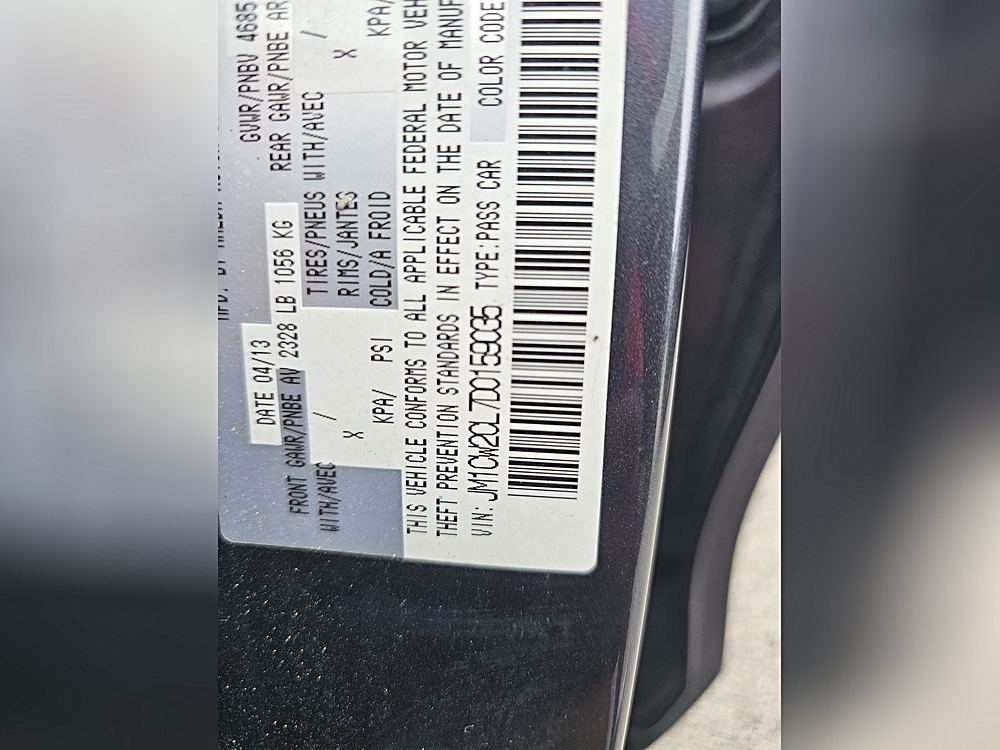 DATE 04/13 GVWR/PNBV 4685
FRONT GAWR/PNBE AV 2328 LB 1056 KG REAR GAWR/PNBE AR
WITH/AVEC / TIRES/PNEUS WITH/AVEC /
X RIMS/JANTES X
KPA/ PSI COLD/A FROID KPA/
THIS VEHICLE CONFORMS TO ALL APPLICABLE FEDERAL MOTOR VEH
THEFT PREVENTION STANDARDS IN EFFECT ON THE DATE OF MANUF
VIN: JM1CW2CL7D0159035 TYPE:PASS CAR COLOR CODE